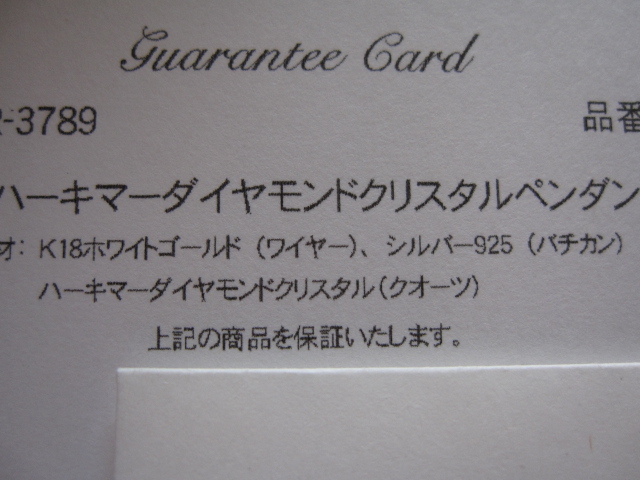 Guarantee Card
-3789 品番
ハーキマーダイヤモンドクリスタルペンダン
オ: K18ホワイトゴールド (ワイヤー)、シルバー925 (バチカン)
ハーキマーダイヤモンドクリスタル(クオーツ)
上記の商品を保証いたします。